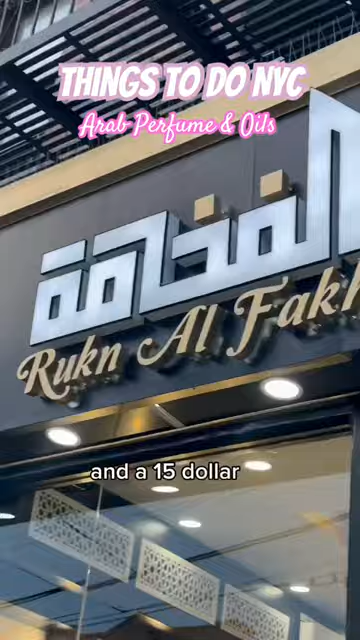 THINGS TO DO NYC
Arab Perfume & Oils
الفخامة
Rukn Al Fakh
and a 15 dollar